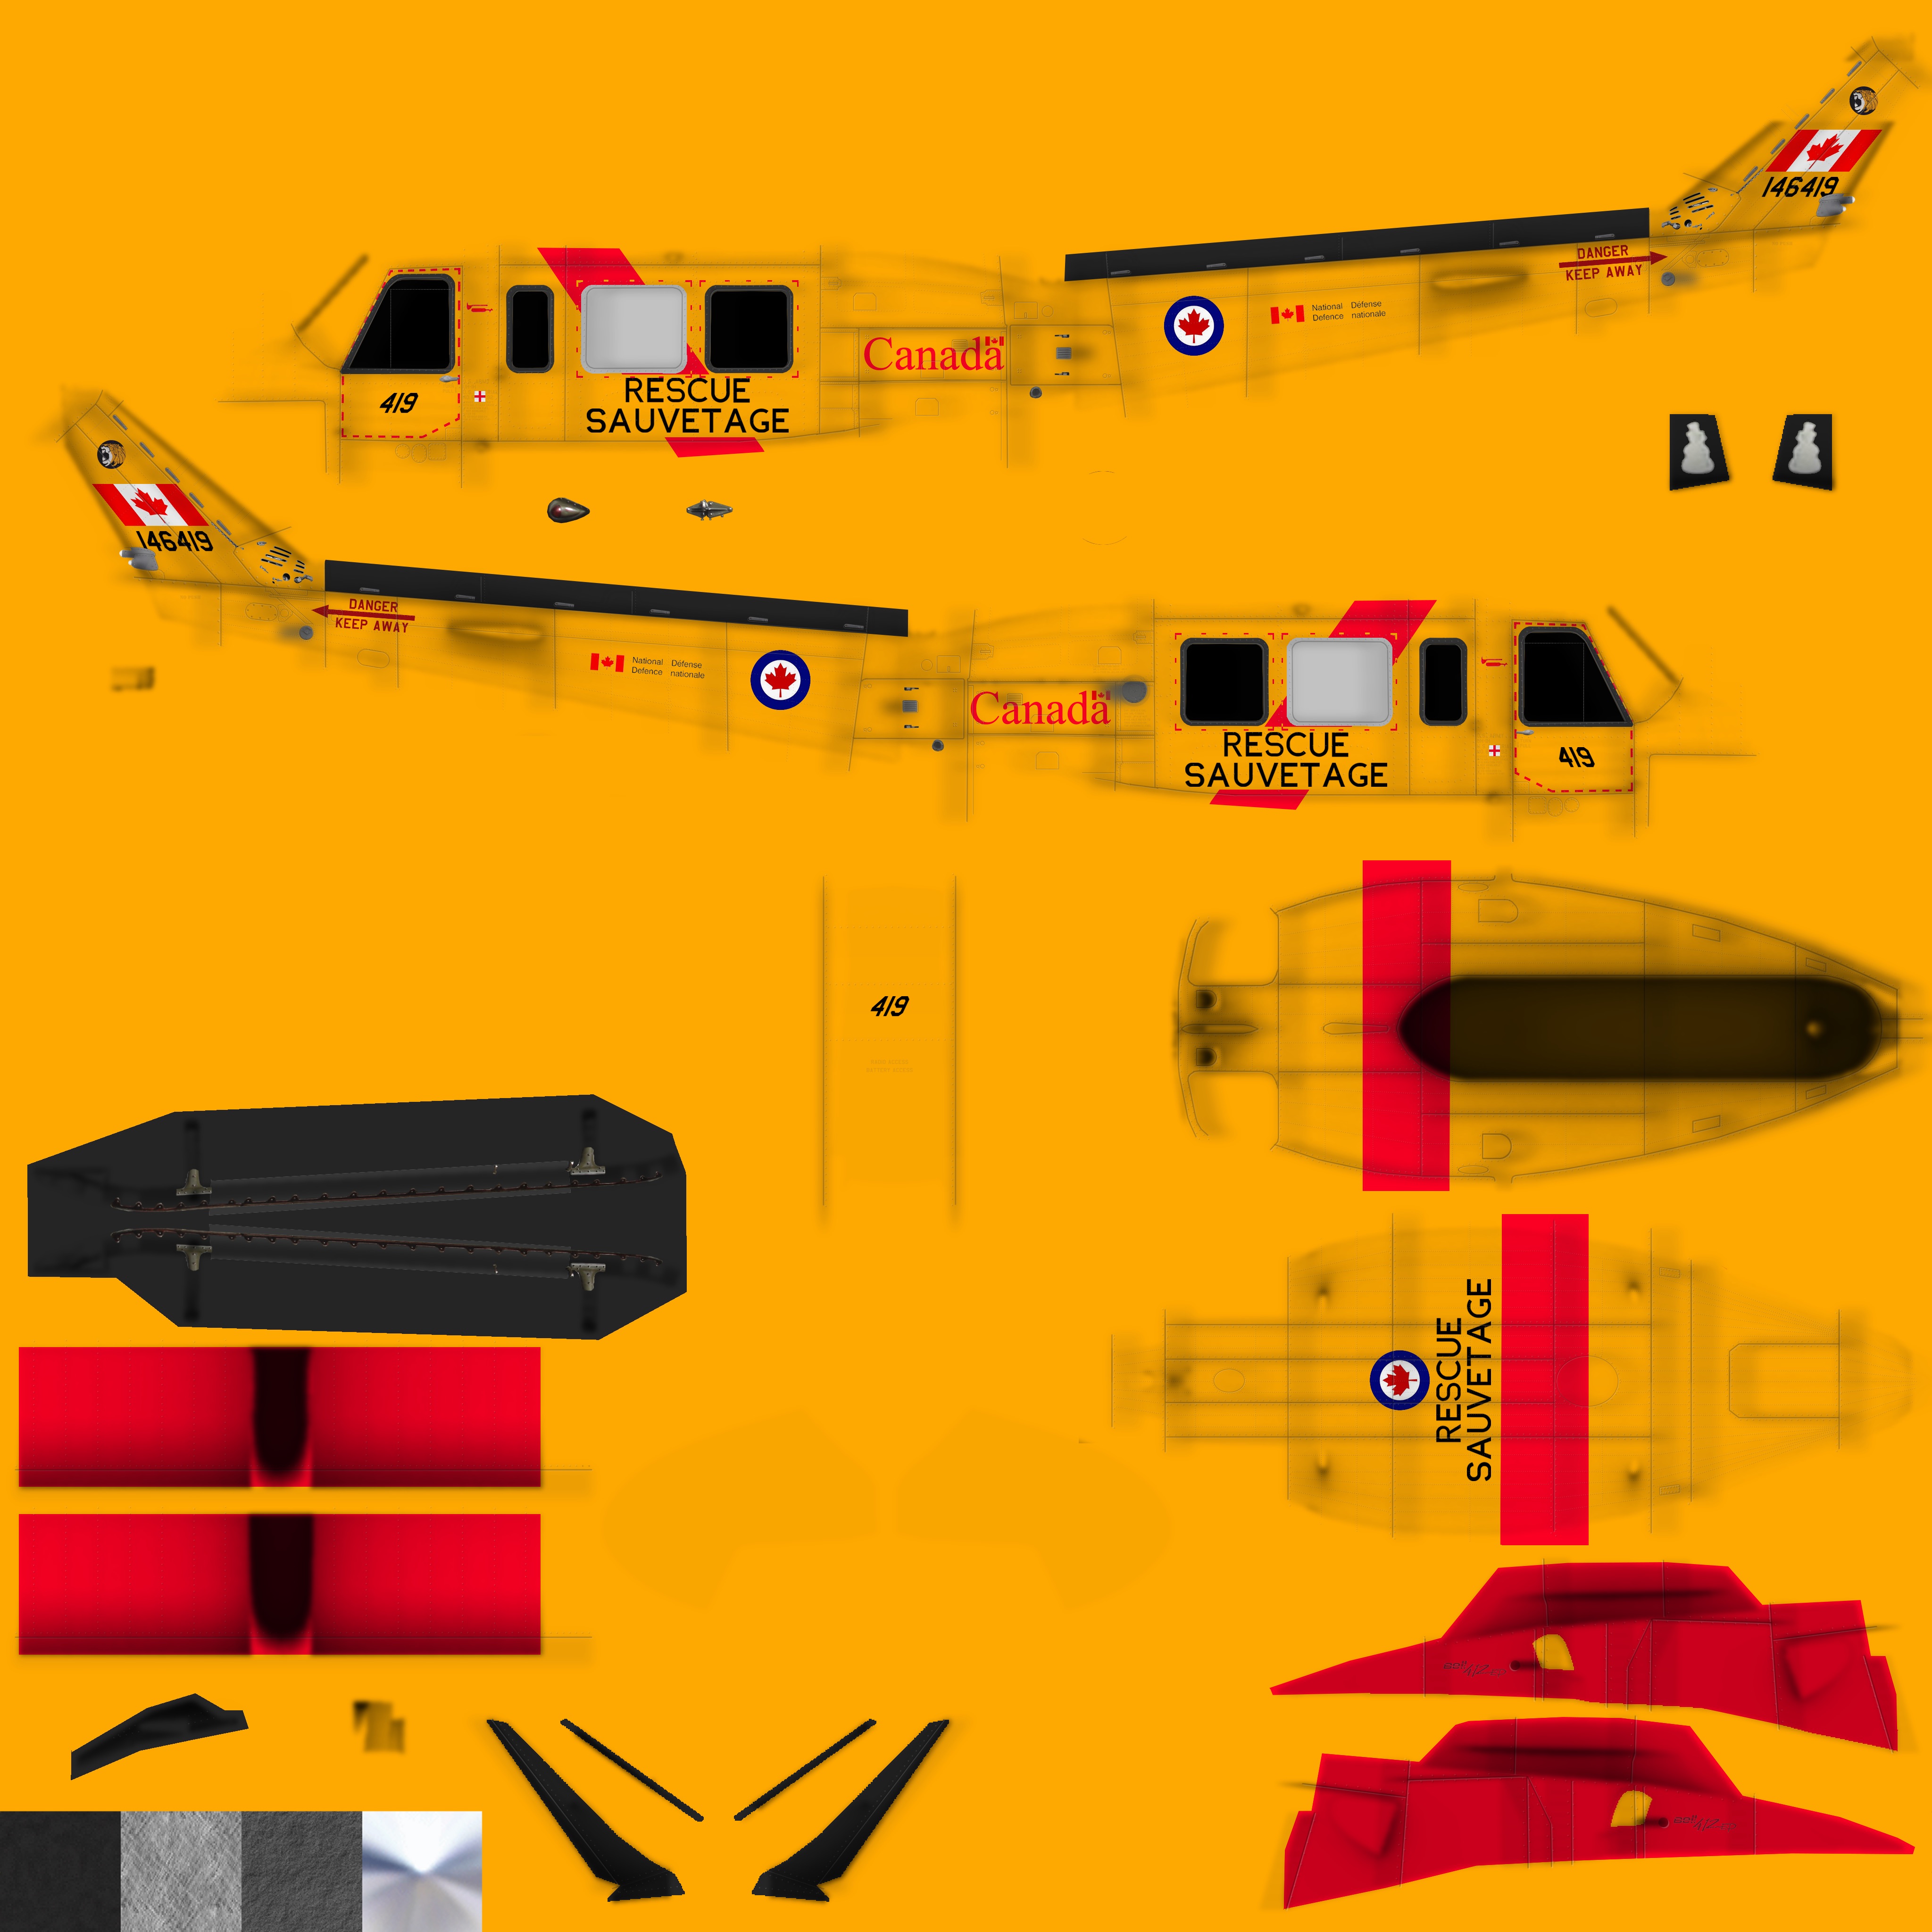 146419
DANGER
KEEP AWAY
National Défense
Defence nationale
Canada
419
RESCUE
SAUVETAGE
146419
DANGER
KEEP AWAY
National Défense
Defence nationale
Canada
RESCUE
SAUVETAGE
419
419
RESCUE
SAUVETAGE